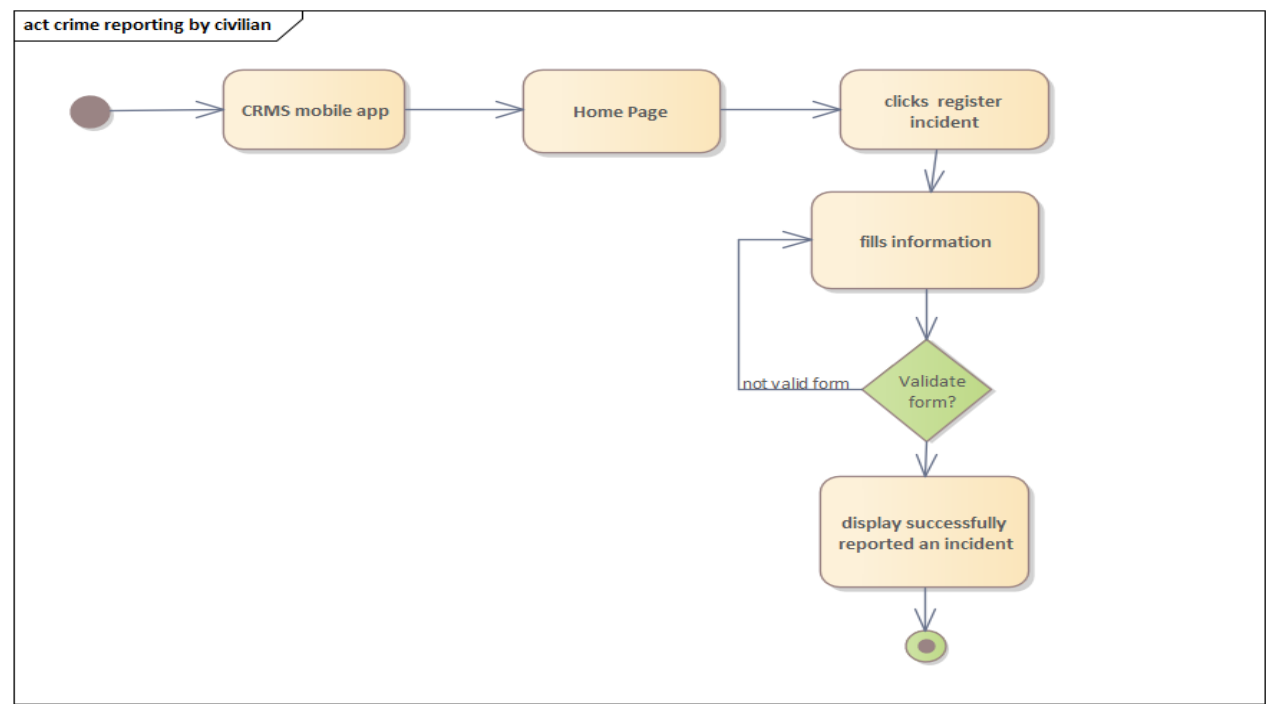 act crime reporting by civilian
CRMS mobile app
Home Page
clicks register
incident
fills information
not valid form
Validate
form?
display successfully
reported an incident